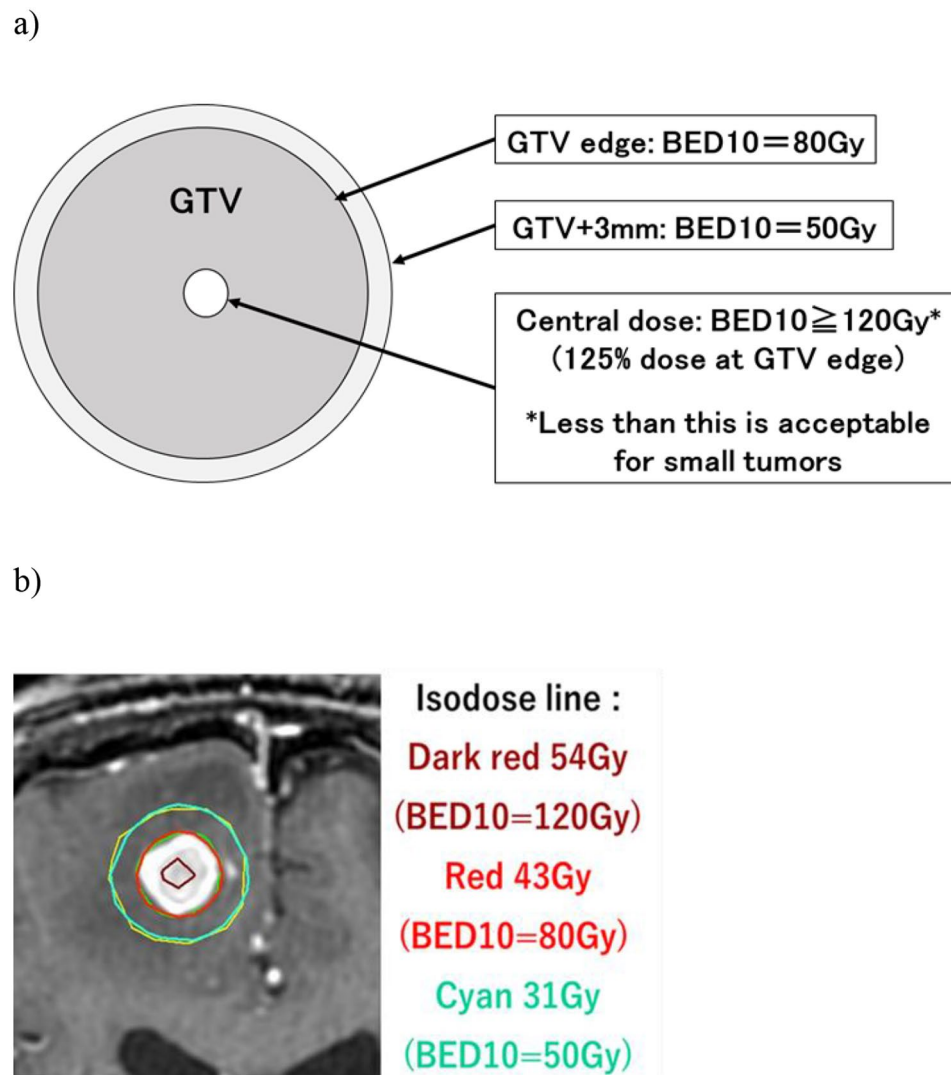 a)
GTV edge: BED10=80Gy
GTV
GTV+3mm: BED10=50Gy
Central dose: BED10≧120Gy*
(125% dose at GTV edge)
*Less than this is acceptable
for small tumors
b)
Isodose line :
Dark red 54Gy
(BED10=120Gy)
Red 43Gy
(BED10=80Gy)
Cyan 31Gy
(BED10=50Gy)